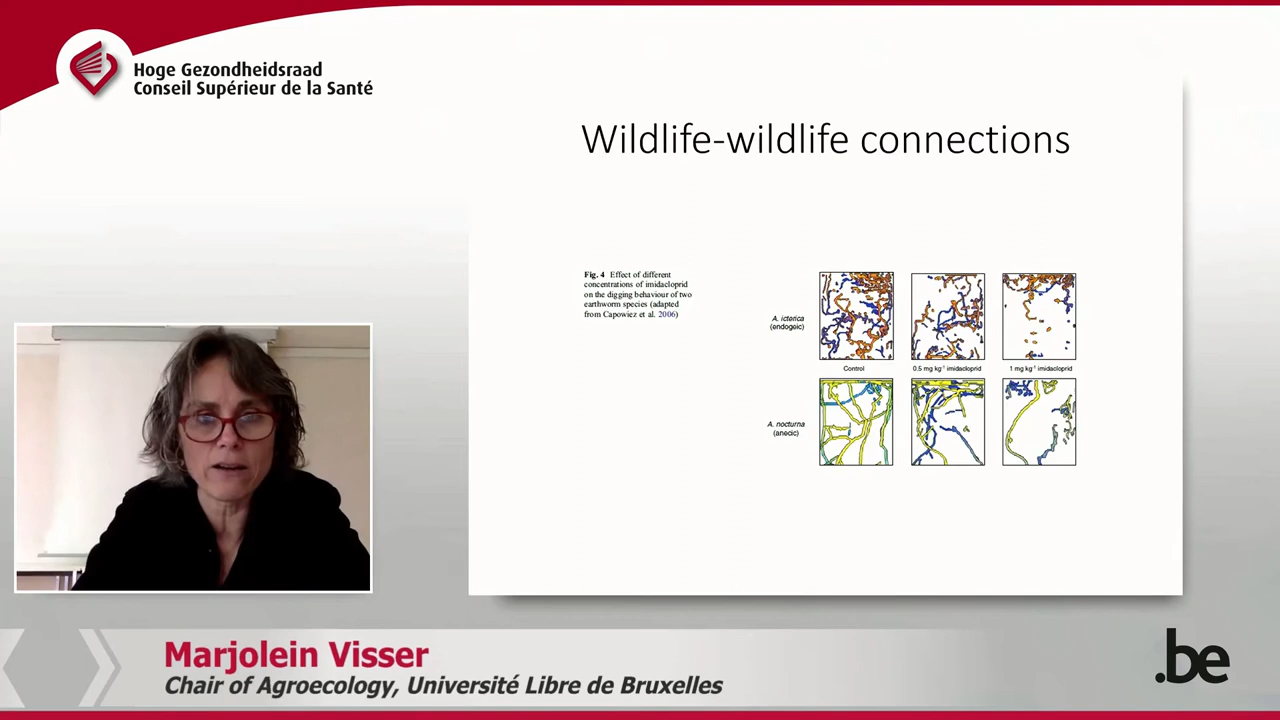 Hoge Gezondheidsraad
Conseil Supérieur de la Santé
Wildlife-wildlife connections
Fig. 4 Effect of different
concentrations of imidacloprid
on the digging behaviour of two
earthworm species (adapted
from Capowiez et al. 2006)
A. icterica
(endogeic)
Control
0.5 mg kg⁻¹ imidacloprid
1 mg kg⁻¹ imidacloprid
A. nocturna
(anecic)
Marjolein Visser
Chair of Agroecology, Université Libre de Bruxelles
.be